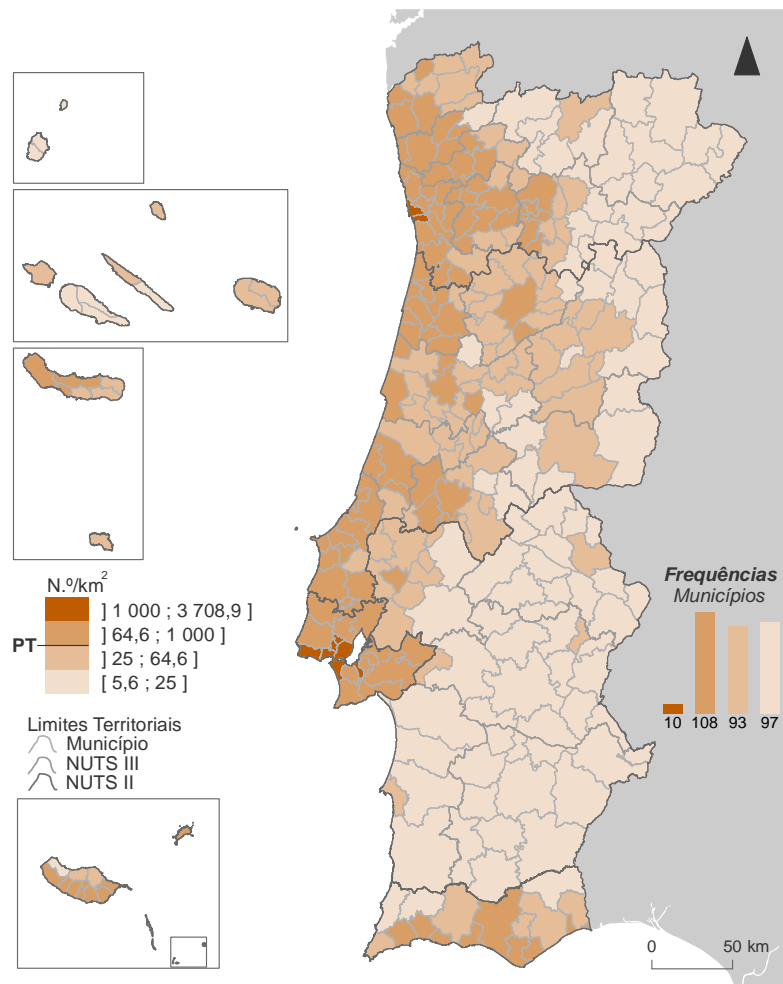 N.º/km²
] 1 000 ; 3 708,9 ]
] 64,6 ; 1 000 ]
PT
] 25 ; 64,6 ]
[ 5,6 ; 25 ]
Limites Territoriais
Município
NUTS III
NUTS II
Frequências
Municípios
10 108 93 97
0 50 km